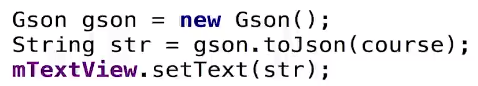 Gson gson = new Gson();
String str = gson.toJson(course);
mTextView.setText(str);